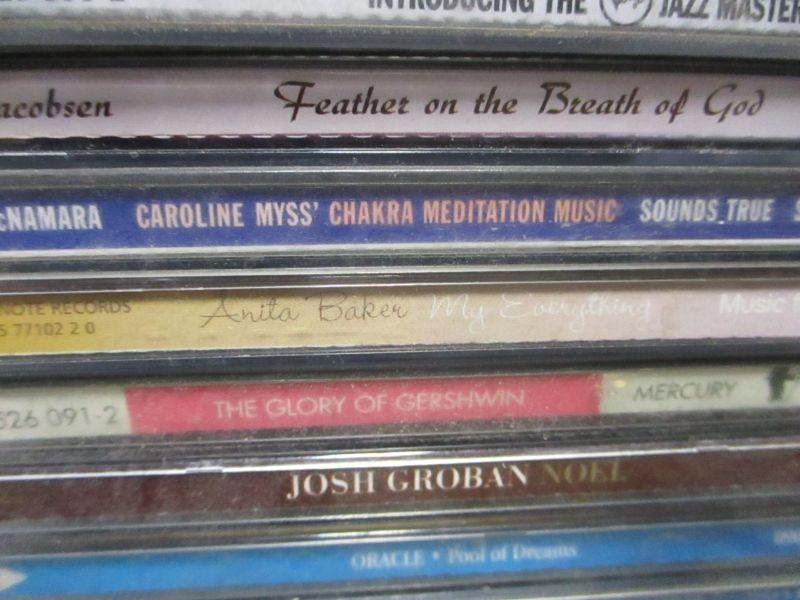 INTRODUCING THE verve JAZZ MASTER
acobsen Feather on the Breath of God
cNAMARA CAROLINE MYSS' CHAKRA MEDITATION MUSIC SOUNDS TRUE
NOTE RECORDS Anita Baker My Everything Music
5 77102 2 0
526 091-2 THE GLORY OF GERSHWIN MERCURY
JOSH GROBAN NOEL
ORACLE • Pool of Dreams